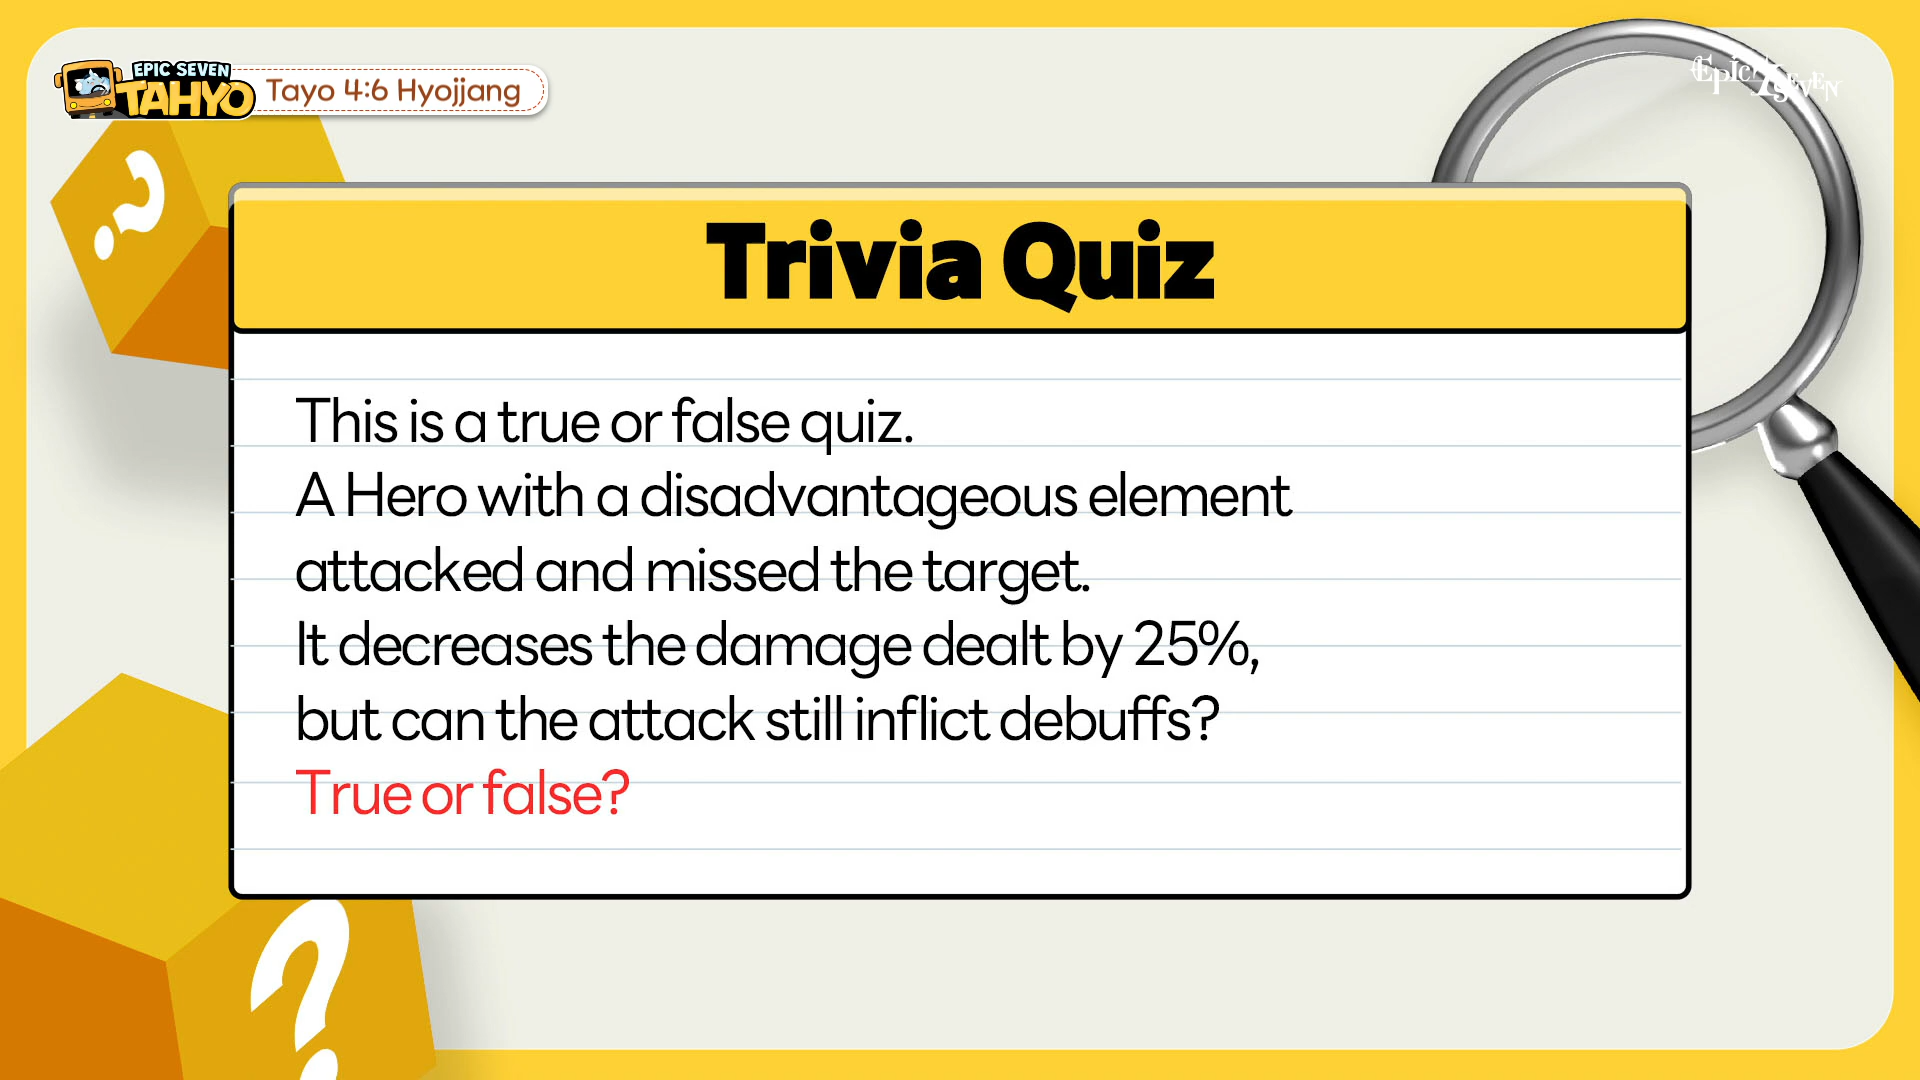 EPIC SEVEN
TAHYO
Tayo 4:6 Hyojjang
Epic Seven
Trivia Quiz
This is a true or false quiz.
A Hero with a disadvantageous element
attacked and missed the target.
It decreases the damage dealt by 25%,
but can the attack still inflict debuffs?
True or false?